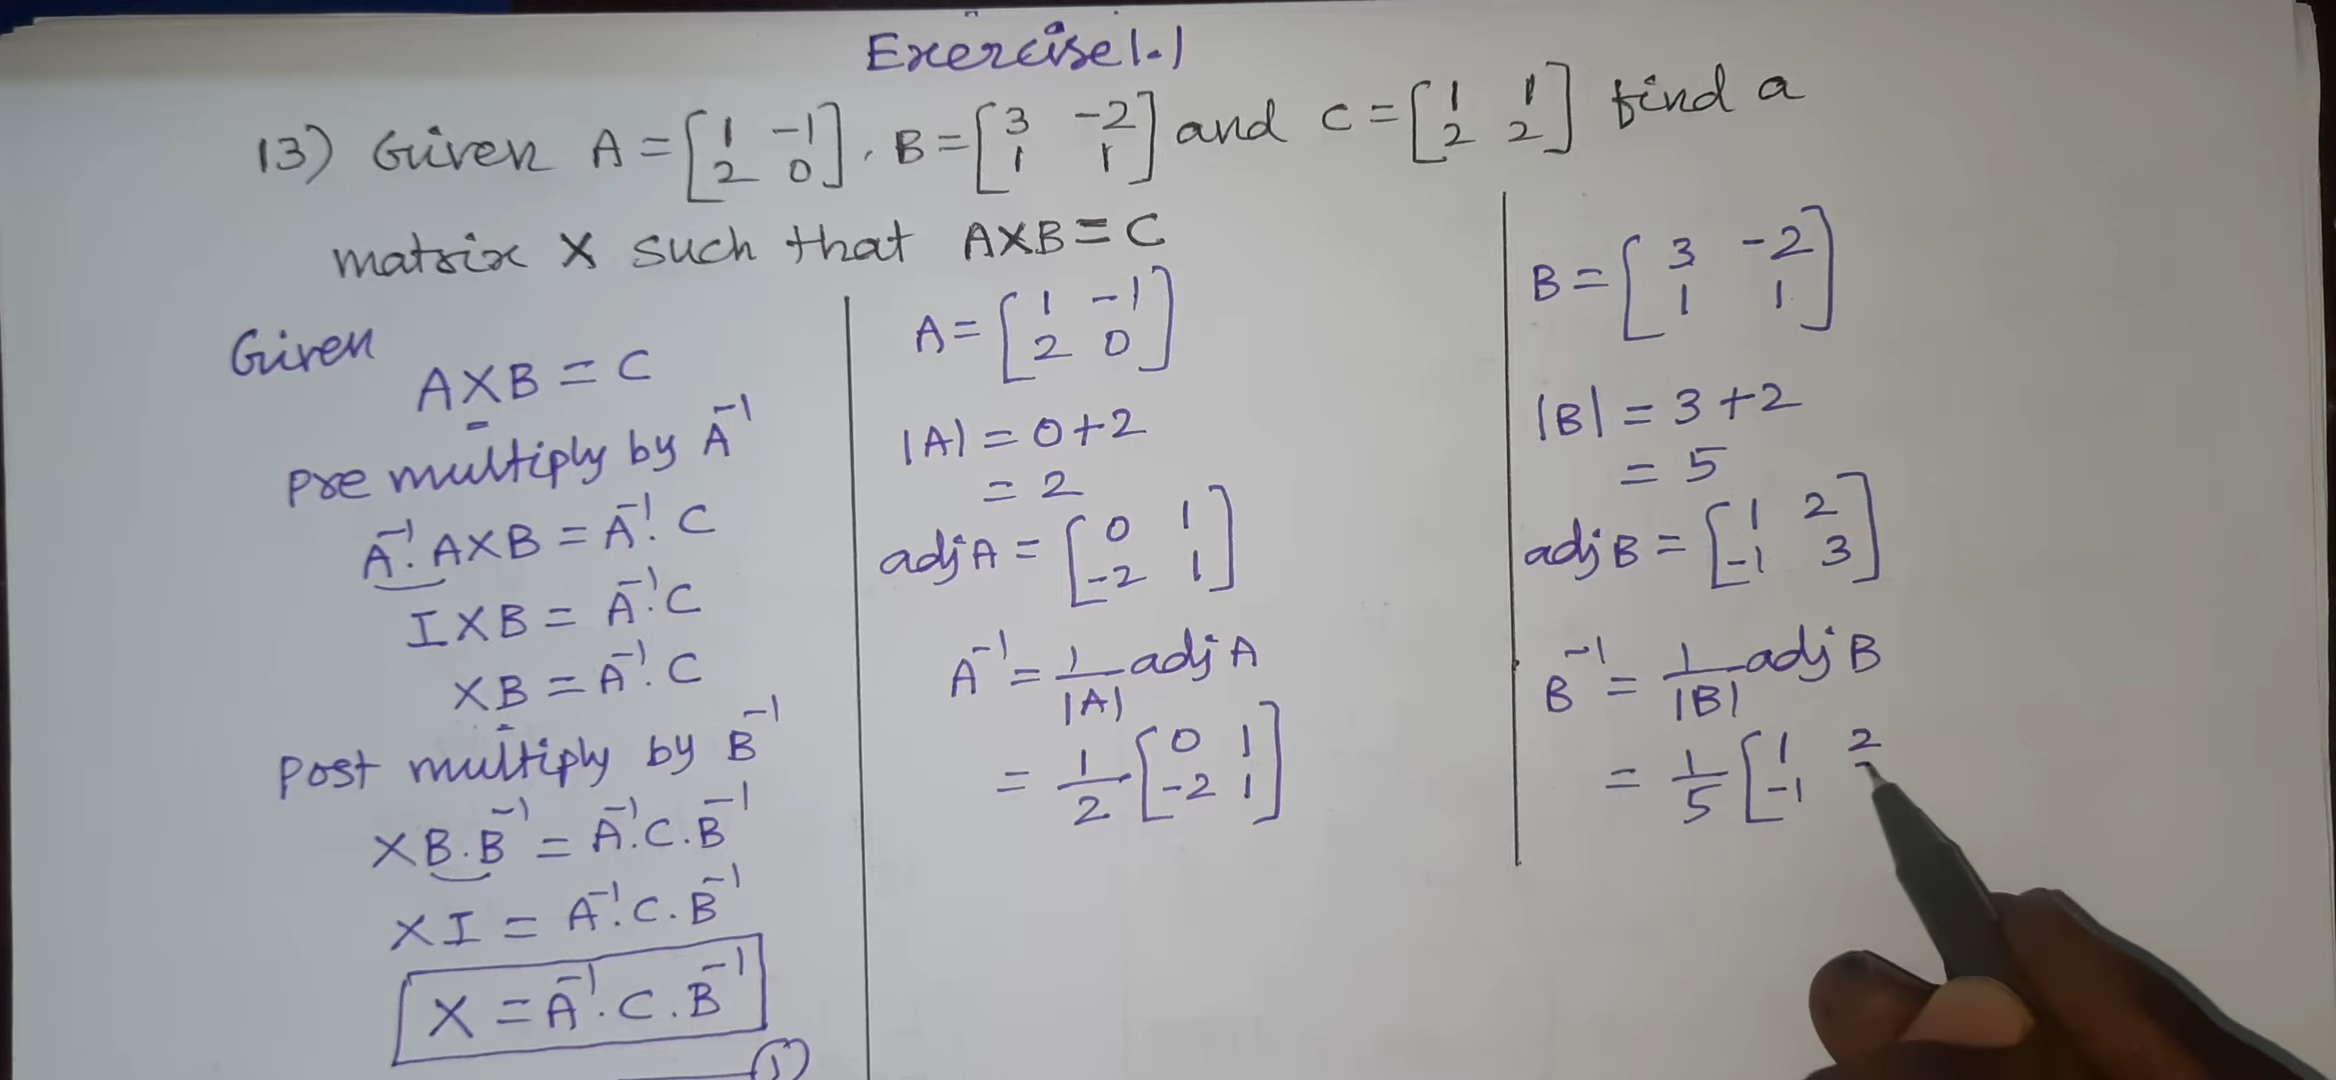 Exercise 1.1
13) Given A = [1 -1
2 0], B = [3 -2
1 1] and C = [1 1
2 2] find a
matrix X such that AXB = C
Given
AXB = C
Pre multiply by A⁻¹
A⁻¹.AXB = A⁻¹.C
IXB = A⁻¹.C
XB = A⁻¹.C
Post multiply by B⁻¹
XB.B⁻¹ = A⁻¹.C.B⁻¹
XI = A⁻¹.C.B⁻¹
X = A⁻¹.C.B⁻¹
①
A = [1 -1
2 0]
|A| = 0+2
= 2
adj A = [0 1
-2 1]
A⁻¹ = 1/|A| adj A
= 1/2 [0 1
-2 1]
B = [3 -2
1 1]
|B| = 3+2
= 5
adj B = [1 2
-1 3]
B⁻¹ = 1/|B| adj B
= 1/5 [1 2
-1